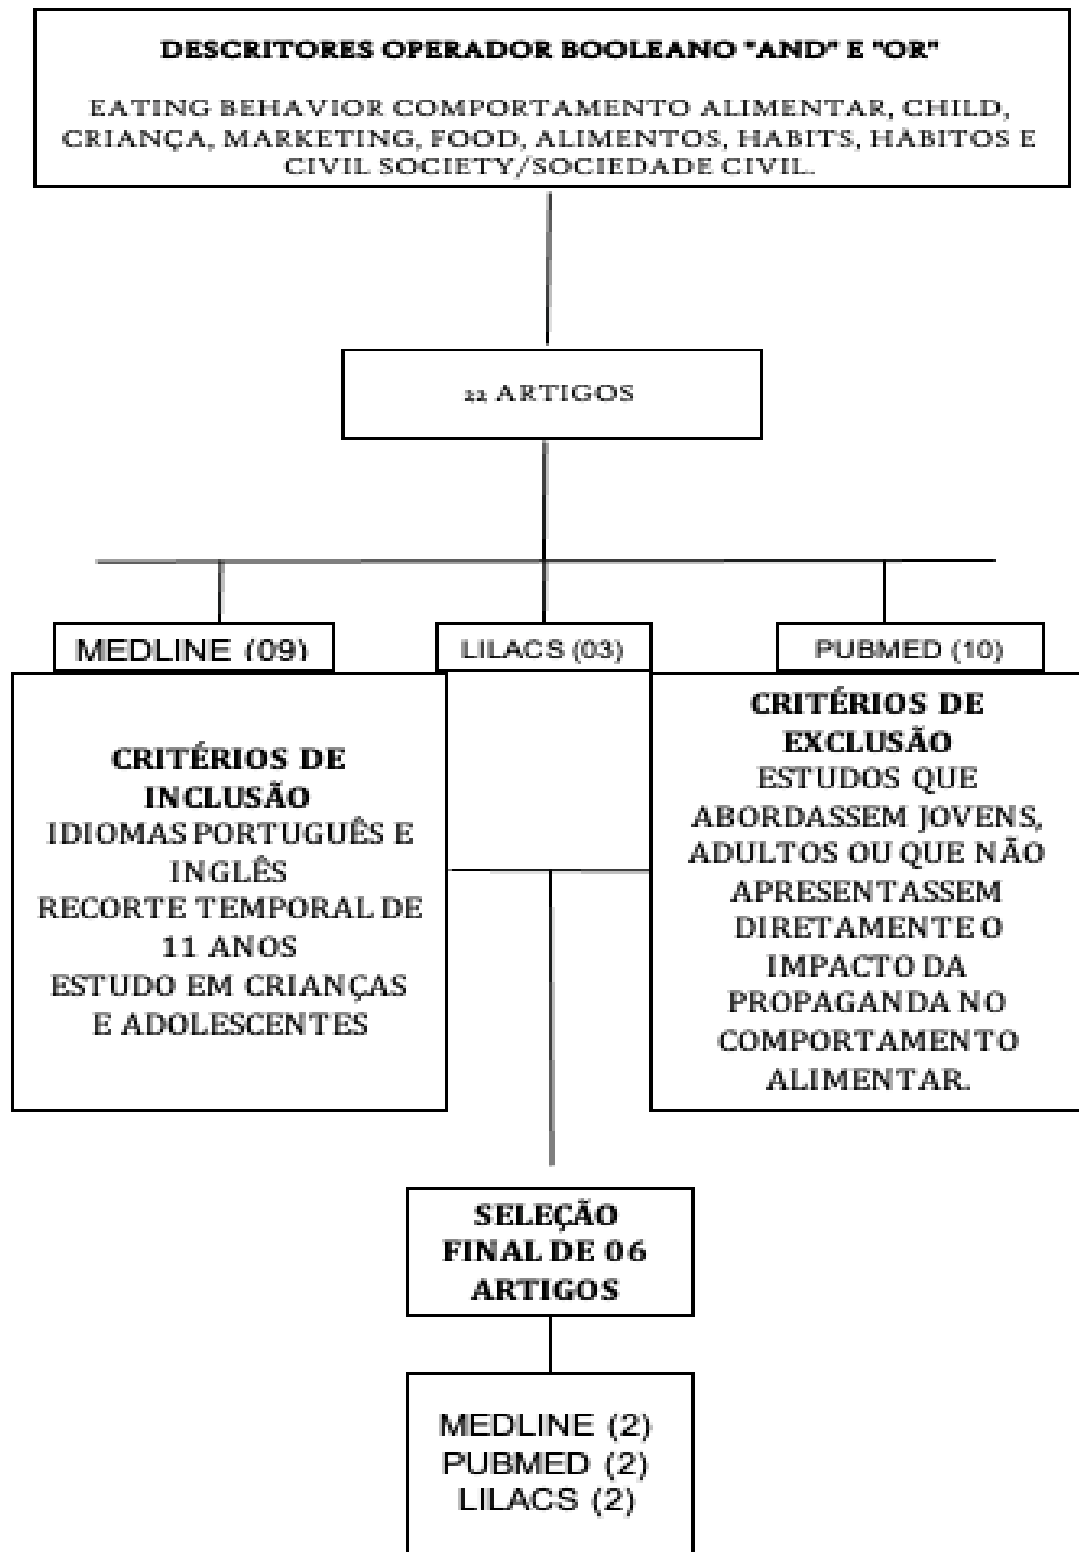 DESCRITORES OPERADOR BOOLEANO "AND" E "OR"
EATING BEHAVIOR COMPORTAMENTO ALIMENTAR, CHILD,
CRIANÇA, MARKETING, FOOD, ALIMENTOS, HABITS, HÁBITOS E
CIVIL SOCIETY/SOCIEDADE CIVIL.
22 ARTIGOS
MEDLINE (09)
LILACS (03)
PUBMED (10)
CRITÉRIOS DE
INCLUSÃO
IDIOMAS PORTUGUÊS E
INGLÊS
RECORTE TEMPORAL DE
11 ANOS
ESTUDO EM CRIANÇAS
E ADOLESCENTES
CRITÉRIOS DE
EXCLUSÃO
ESTUDOS QUE
ABORDASSEM JOVENS,
ADULTOS OU QUE NÃO
APRESENTASSEM
DIRETAMENTE O
IMPACTO DA
PROPAGANDA NO
COMPORTAMENTO
ALIMENTAR.
SELEÇÃO
FINAL DE 06
ARTIGOS
MEDLINE (2)
PUBMED (2)
LILACS (2)